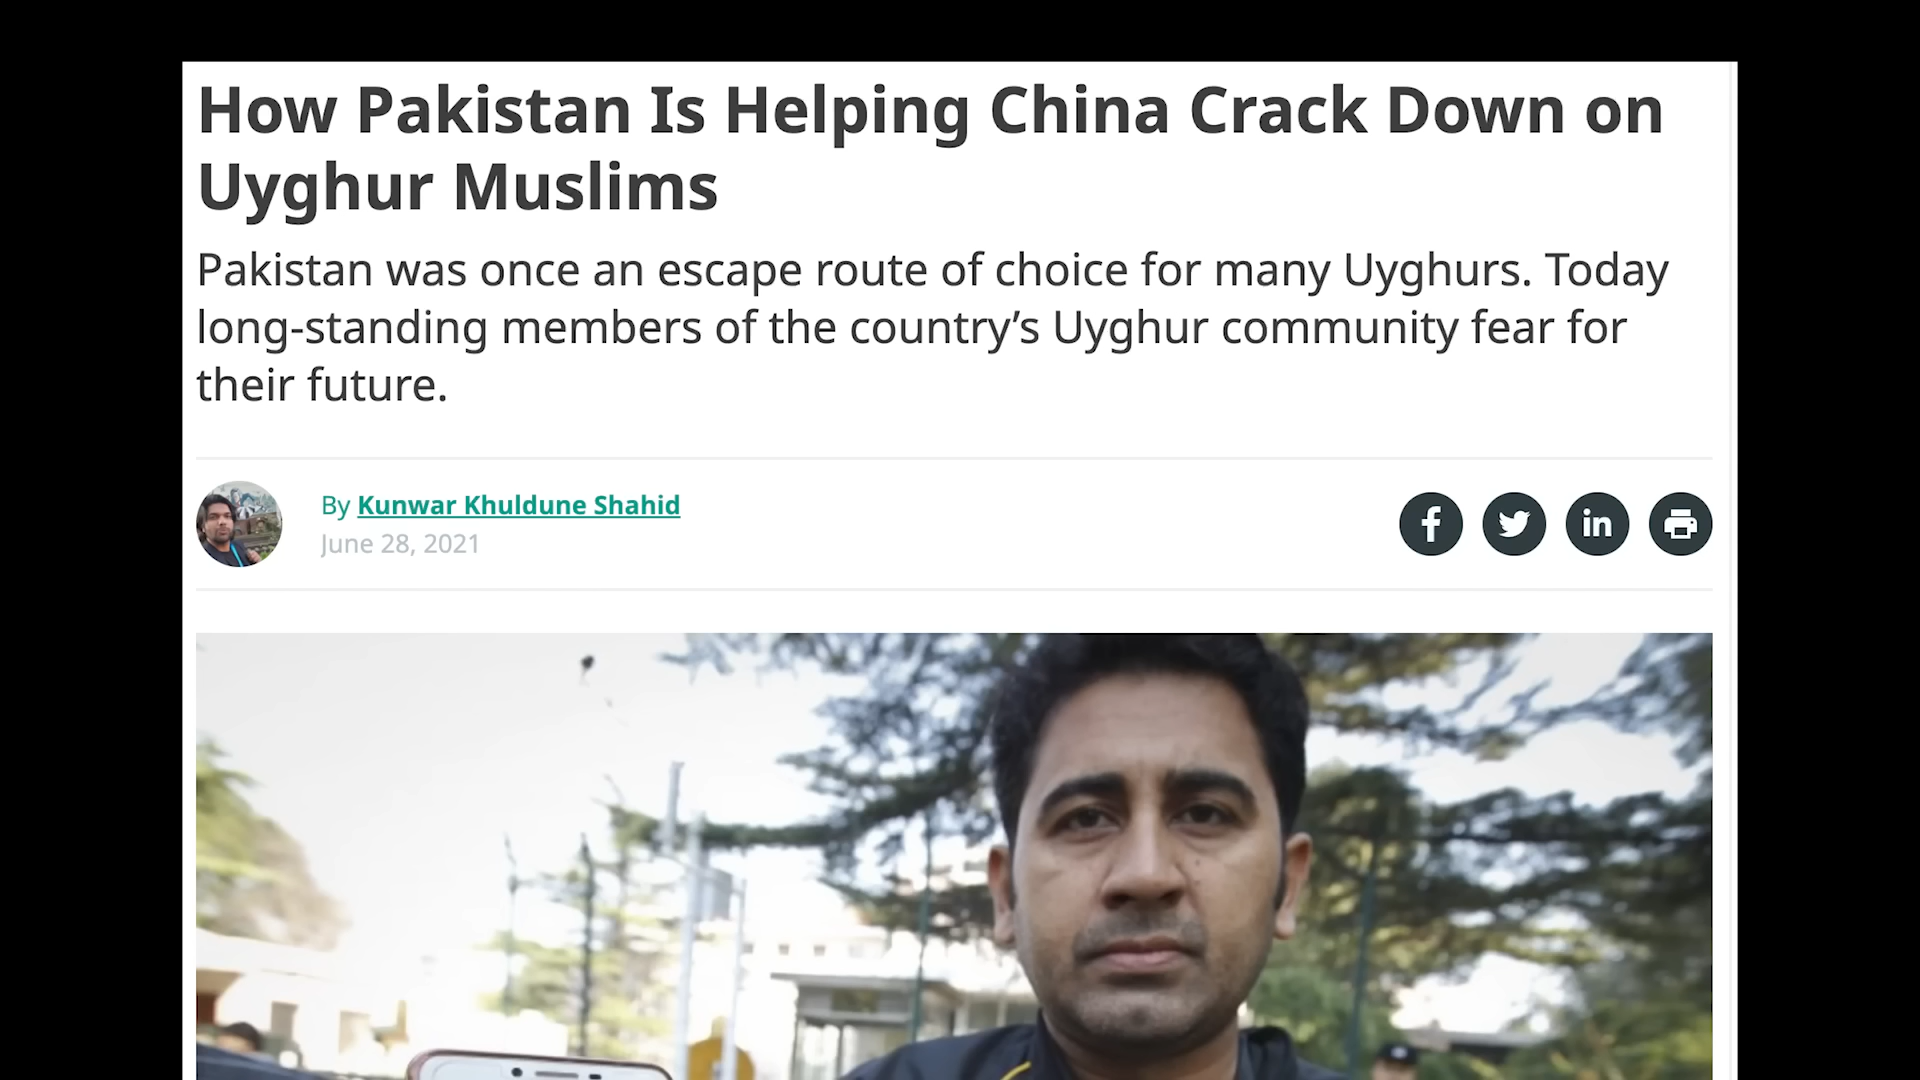 How Pakistan Is Helping China Crack Down on
Uyghur Muslims
Pakistan was once an escape route of choice for many Uyghurs. Today
long-standing members of the country’s Uyghur community fear for
their future.
By Kunwar Khuldune Shahid
June 28, 2021